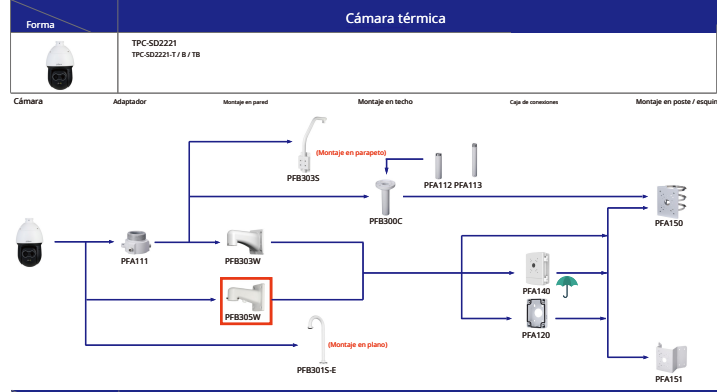 Forma
Cámara térmica
TPC-SD2221
TPC-SD2221-T / B / TB
Cámara
Adaptador
Montaje en pared
Montaje en techo
Caja de conexiones
Montaje en poste / esquin
(Montaje en parapeto)
PFB303S
PFA112 PFA113
PFB300C
PFA150
PFA111
PFB303W
PFA140
PFB305W
PFA120
(Montaje en plano)
PFB301S-E
PFA151